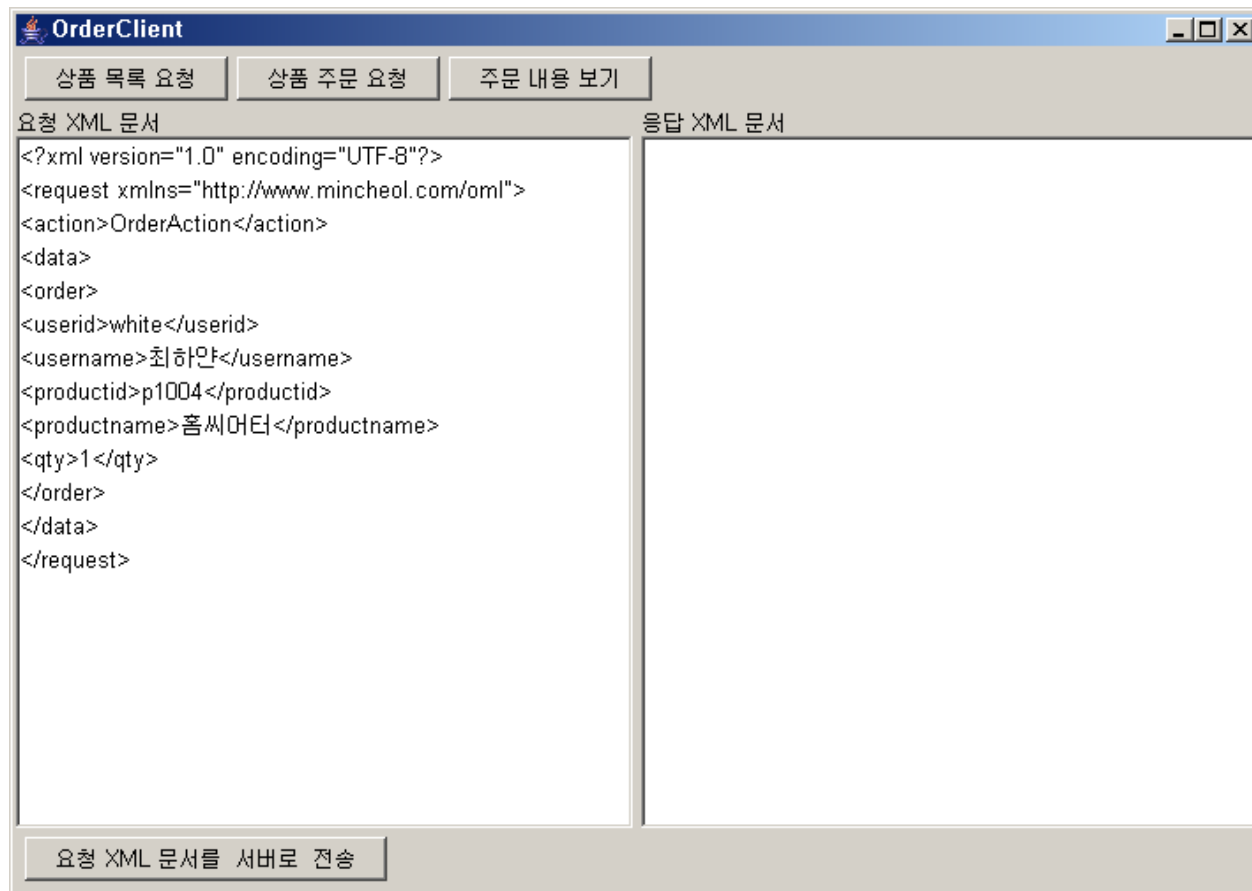 OrderClient
상품 목록 요청 상품 주문 요청 주문 내용 보기
요청 XML 문서
<?xml version="1.0" encoding="UTF-8"?>
<request xmlns="http://www.mincheol.com/oml">
<action>OrderAction</action>
<data>
<order>
<userid>white</userid>
<username>최하얀</username>
<productid>p1004</productid>
<productname>홈씨어터</productname>
<qty>1</qty>
</order>
</data>
</request>
응답 XML 문서
요청 XML 문서를 서버로 전송